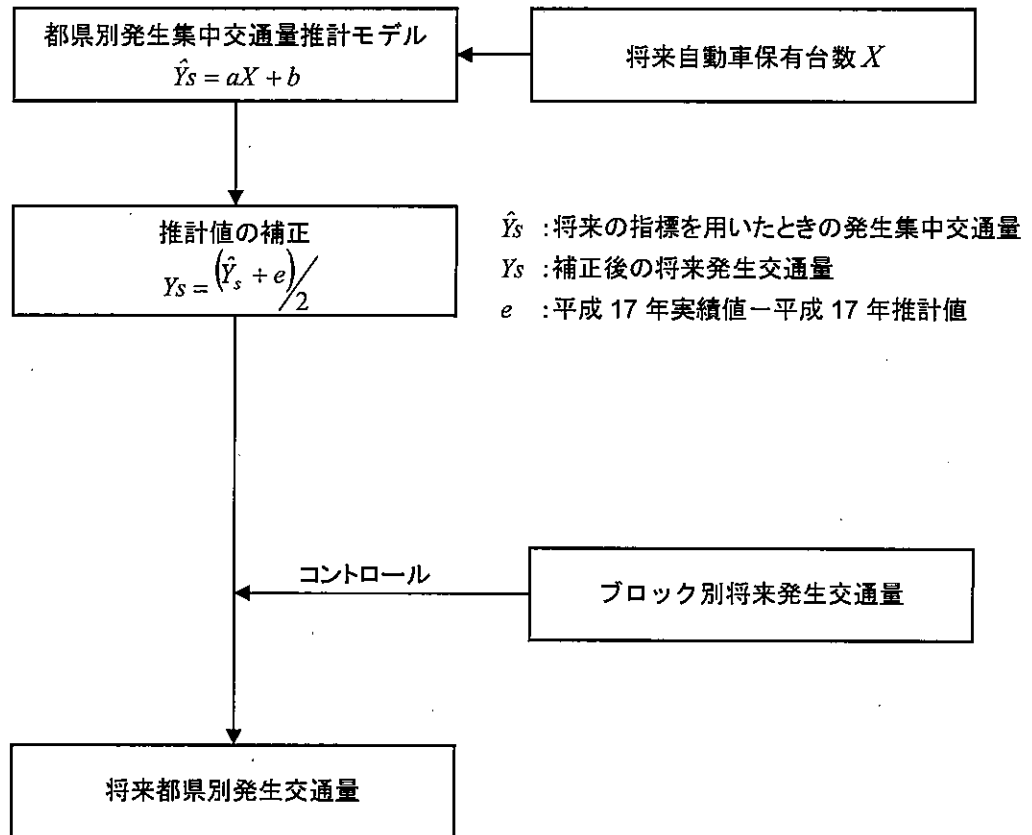 都県別発生集中交通量推計モデル
Ŷs = aX + b
将来自動車保有台数 X
推計値の補正
Ys = (Ŷs + e)/2
Ŷs ：将来の指標を用いたときの発生集中交通量
Ys ：補正後の将来発生交通量
e ：平成 17 年実績値ー平成 17 年推計値
コントロール
ブロック別将来発生交通量
将来都県別発生交通量